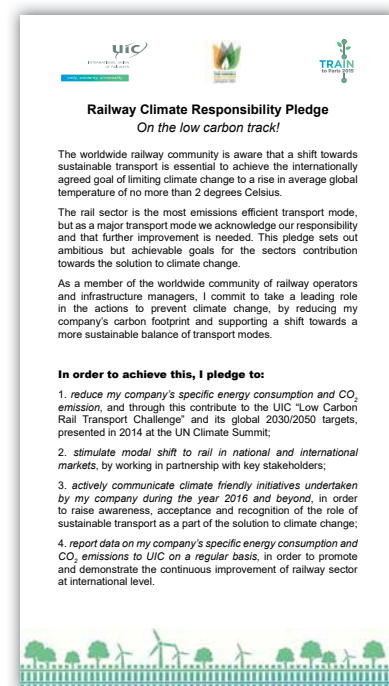 uic
INTERNATIONAL UNION
OF RAILWAYS
unity, solidarity, universality
TRAIN
to Paris 2015
Railway Climate Responsibility Pledge
On the low carbon track!
The worldwide railway community is aware that a shift towards
sustainable transport is essential to achieve the internationally
agreed goal of limiting climate change to a rise in average global
temperature of no more than 2 degrees Celsius.
The rail sector is the most emissions efficient transport mode,
but as a major transport mode we acknowledge our responsibility
and that further improvement is needed. This pledge sets out
ambitious but achievable goals for the sectors contribution
towards the solution to climate change.
As a member of the worldwide community of railway operators
and infrastructure managers, I commit to take a leading role
in the actions to prevent climate change, by reducing my
company's carbon footprint and supporting a shift towards a
more sustainable balance of transport modes.
In order to achieve this, I pledge to:
1. reduce my company's specific energy consumption and CO₂
emission, and through this contribute to the UIC "Low Carbon
Rail Transport Challenge" and its global 2030/2050 targets,
presented in 2014 at the UN Climate Summit;
2. stimulate modal shift to rail in national and international
markets, by working in partnership with key stakeholders;
3. actively communicate climate friendly initiatives undertaken
by my company during the year 2016 and beyond, in order
to raise awareness, acceptance and recognition of the role of
sustainable transport as a part of the solution to climate change;
4. report data on my company's specific energy consumption and
CO₂ emissions to UIC on a regular basis, in order to promote
and demonstrate the continuous improvement of railway sector
at international level.